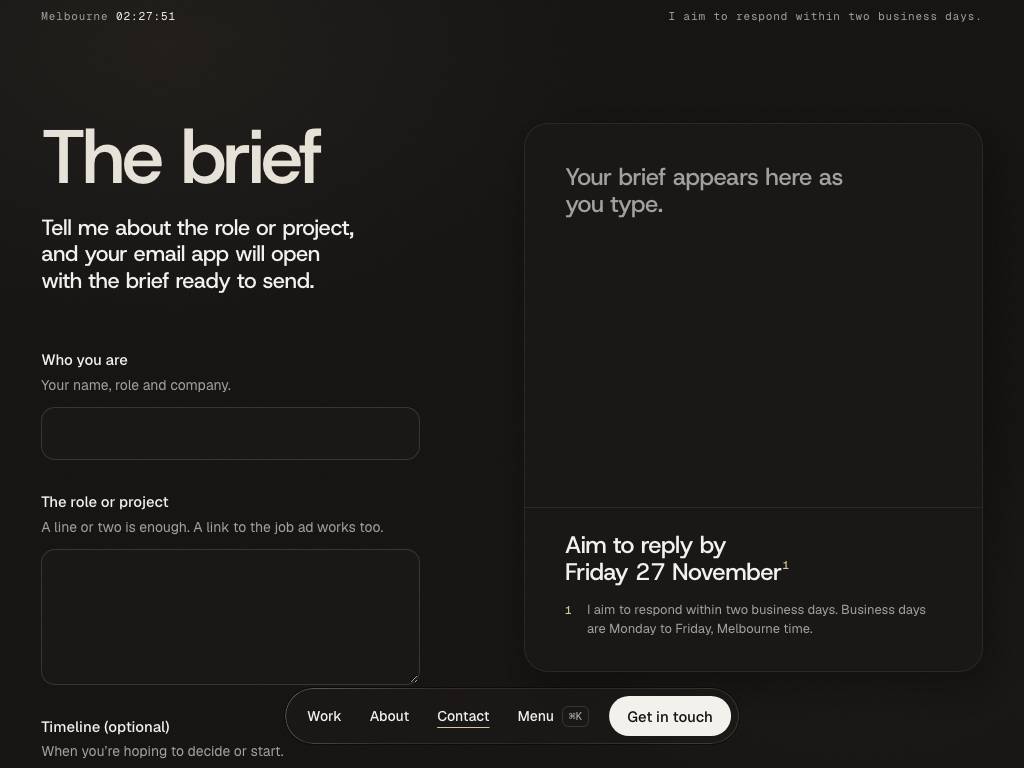 Melbourne 02:27:51
I aim to respond within two business days.
The brief
Tell me about the role or project,
and your email app will open
with the brief ready to send.
Who you are
Your name, role and company.
The role or project
A line or two is enough. A link to the job ad works too.
Timeline (optional)
When you're hoping to decide or start.
Your brief appears here as
you type.
Aim to reply by
Friday 27 November1
1 I aim to respond within two business days. Business days
are Monday to Friday, Melbourne time.
Work About Contact Menu ⌘K Get in touch